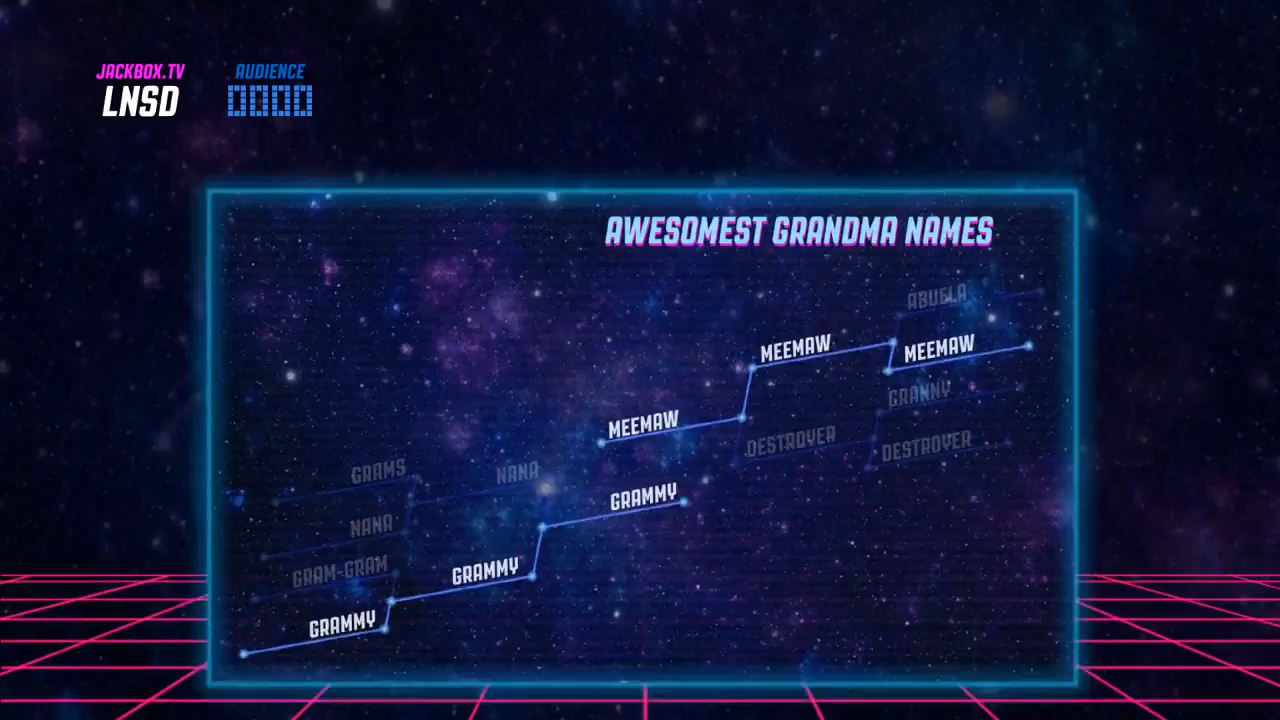 JACKBOX.TV
LNSD
AUDIENCE
0000
AWESOMEST GRANDMA NAMES
ABUELA
MEEMAW
MEEMAW
GRANNY
MEEMAW
DESTROYER
DESTROYER
GRAMS
NANA
GRAMMY
NANA
GRAM-GRAM
GRAMMY
GRAMMY